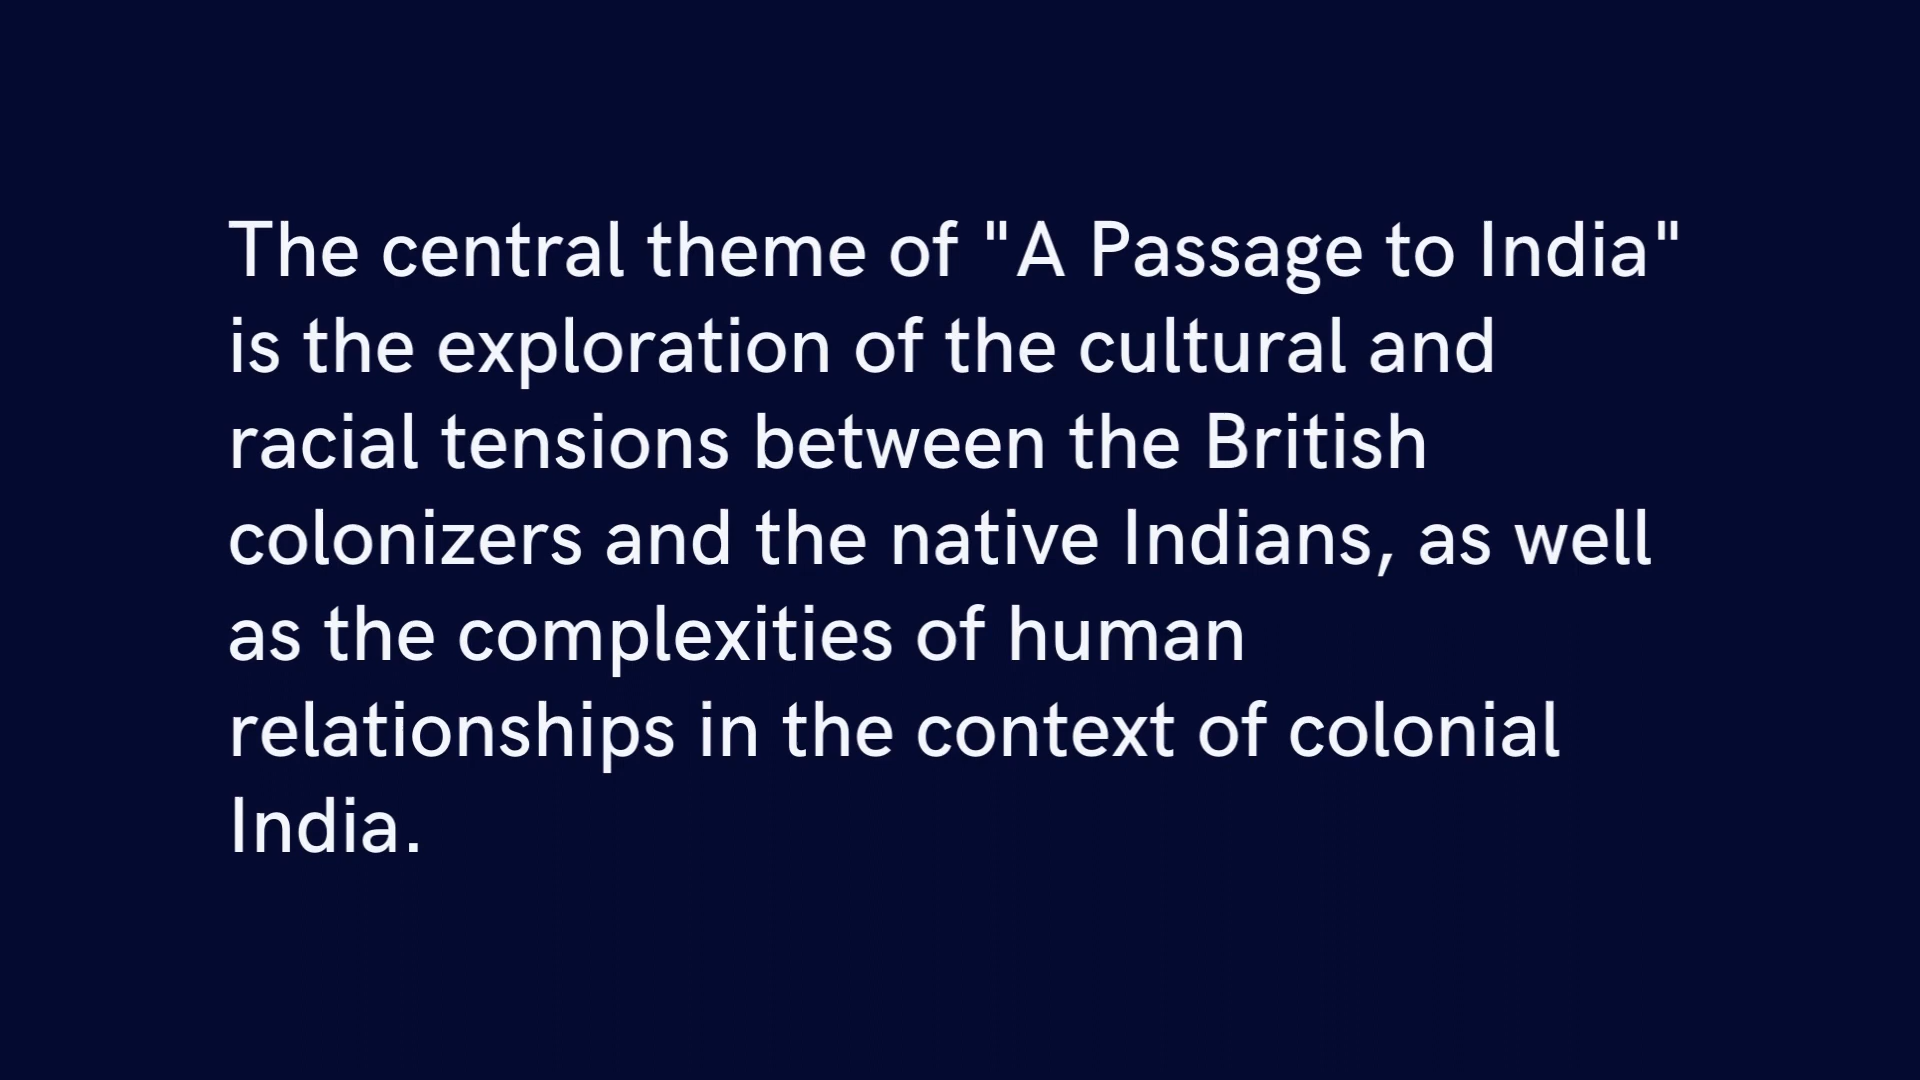 The central theme of "A Passage to India"
is the exploration of the cultural and
racial tensions between the British
colonizers and the native Indians, as well
as the complexities of human
relationships in the context of colonial
India.